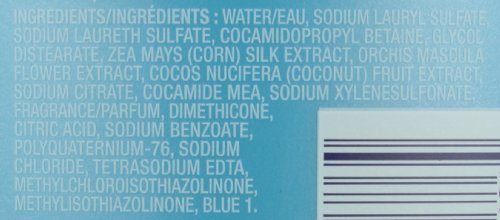 INGREDIENTS/INGRÉDIENTS : WATER/EAU, SODIUM LAURYL SULFATE,
SODIUM LAURETH SULFATE, COCAMIDOPROPYL BETAINE, GLYCOL
DISTEARATE, ZEA MAYS (CORN) SILK EXTRACT, ORCHIS MASCULA
FLOWER EXTRACT, COCOS NUCIFERA (COCONUT) FRUIT EXTRACT,
SODIUM CITRATE, COCAMIDE MEA, SODIUM XYLENESULFONATE,
FRAGRANCE/PARFUM, DIMETHICONE,
CITRIC ACID, SODIUM BENZOATE,
POLYQUATERNIUM-76, SODIUM
CHLORIDE, TETRASODIUM EDTA,
METHYLCHLOROISOTHIAZOLINONE,
METHYLISOTHIAZOLINONE, BLUE 1.